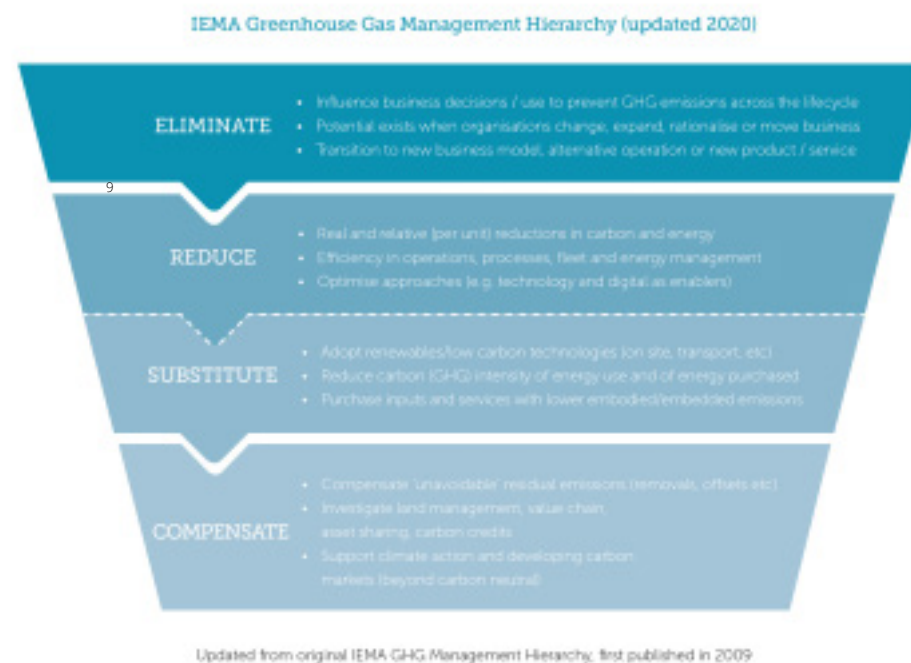 IEMA Greenhouse Gas Management Hierarchy (updated 2020)
ELIMINATE
• Influence business decisions / use to prevent GHG emissions across the lifecycle
• Potential exists when organisations change, expand, rationalise or move business
• Transition to new business model, alternative operation or new product / service
9
REDUCE
• Real and relative (per unit) reductions in carbon and energy
• Efficiency in operations, processes, fleet and energy management
• Optimise approaches (e.g. technology and digital as enablers)
SUBSTITUTE
• Adopt renewables/low carbon technologies (on site, transport, etc)
• Reduce carbon (GHG) intensity of energy use and of energy purchased
• Purchase inputs and services with lower embodied/embedded emissions
COMPENSATE
• Compensate 'unavoidable' residual emissions (removals, offsets etc)
• Investigate land management, value chain,
asset sharing, carbon credits
• Support climate action and developing carbon
markets (beyond carbon neutral)
Updated from original IEMA GHG Management Hierarchy, first published in 2009